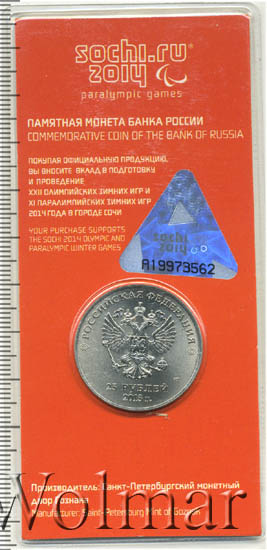 sochi.ru
2014
paralympic games
ПАМЯТНАЯ МОНЕТА БАНКА РОССИИ
COMMEMORATIVE COIN OF THE BANK OF RUSSIA
ПОКУПАЯ ОФИЦИАЛЬНУЮ ПРОДУКЦИЮ,
ВЫ ВНОСИТЕ ВКЛАД В ПОДГОТОВКУ
И ПРОВЕДЕНИЕ
XXII ОЛИМПИЙСКИХ ЗИМНИХ ИГР И
XI ПАРАЛИМПИЙСКИХ ЗИМНИХ ИГР
2014 ГОДА В ГОРОДЕ СОЧИ
YOUR PURCHASE SUPPORTS
THE SOCHI 2014 OLYMPIC AND
PARALYMPIC WINTER GAMES
sochi
2014
A19973562
РОССИЙСКАЯ ФЕДЕРАЦИЯ
25 РУБЛЕЙ
Производитель: Санкт-Петербургский монетный
двор Гознака
Manufacturer: Saint-Petersburg Mint of Goznak
Wolmar